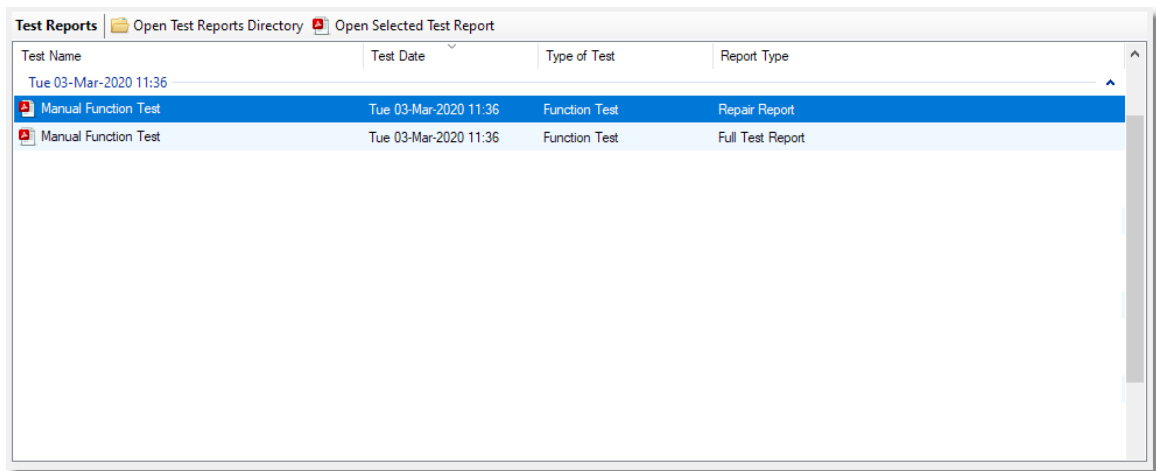 Test Reports Open Test Reports Directory Open Selected Test Report
Test Name Test Date Type of Test Report Type
Tue 03-Mar-2020 11:36
Manual Function Test Tue 03-Mar-2020 11:36 Function Test Repair Report
Manual Function Test Tue 03-Mar-2020 11:36 Function Test Full Test Report